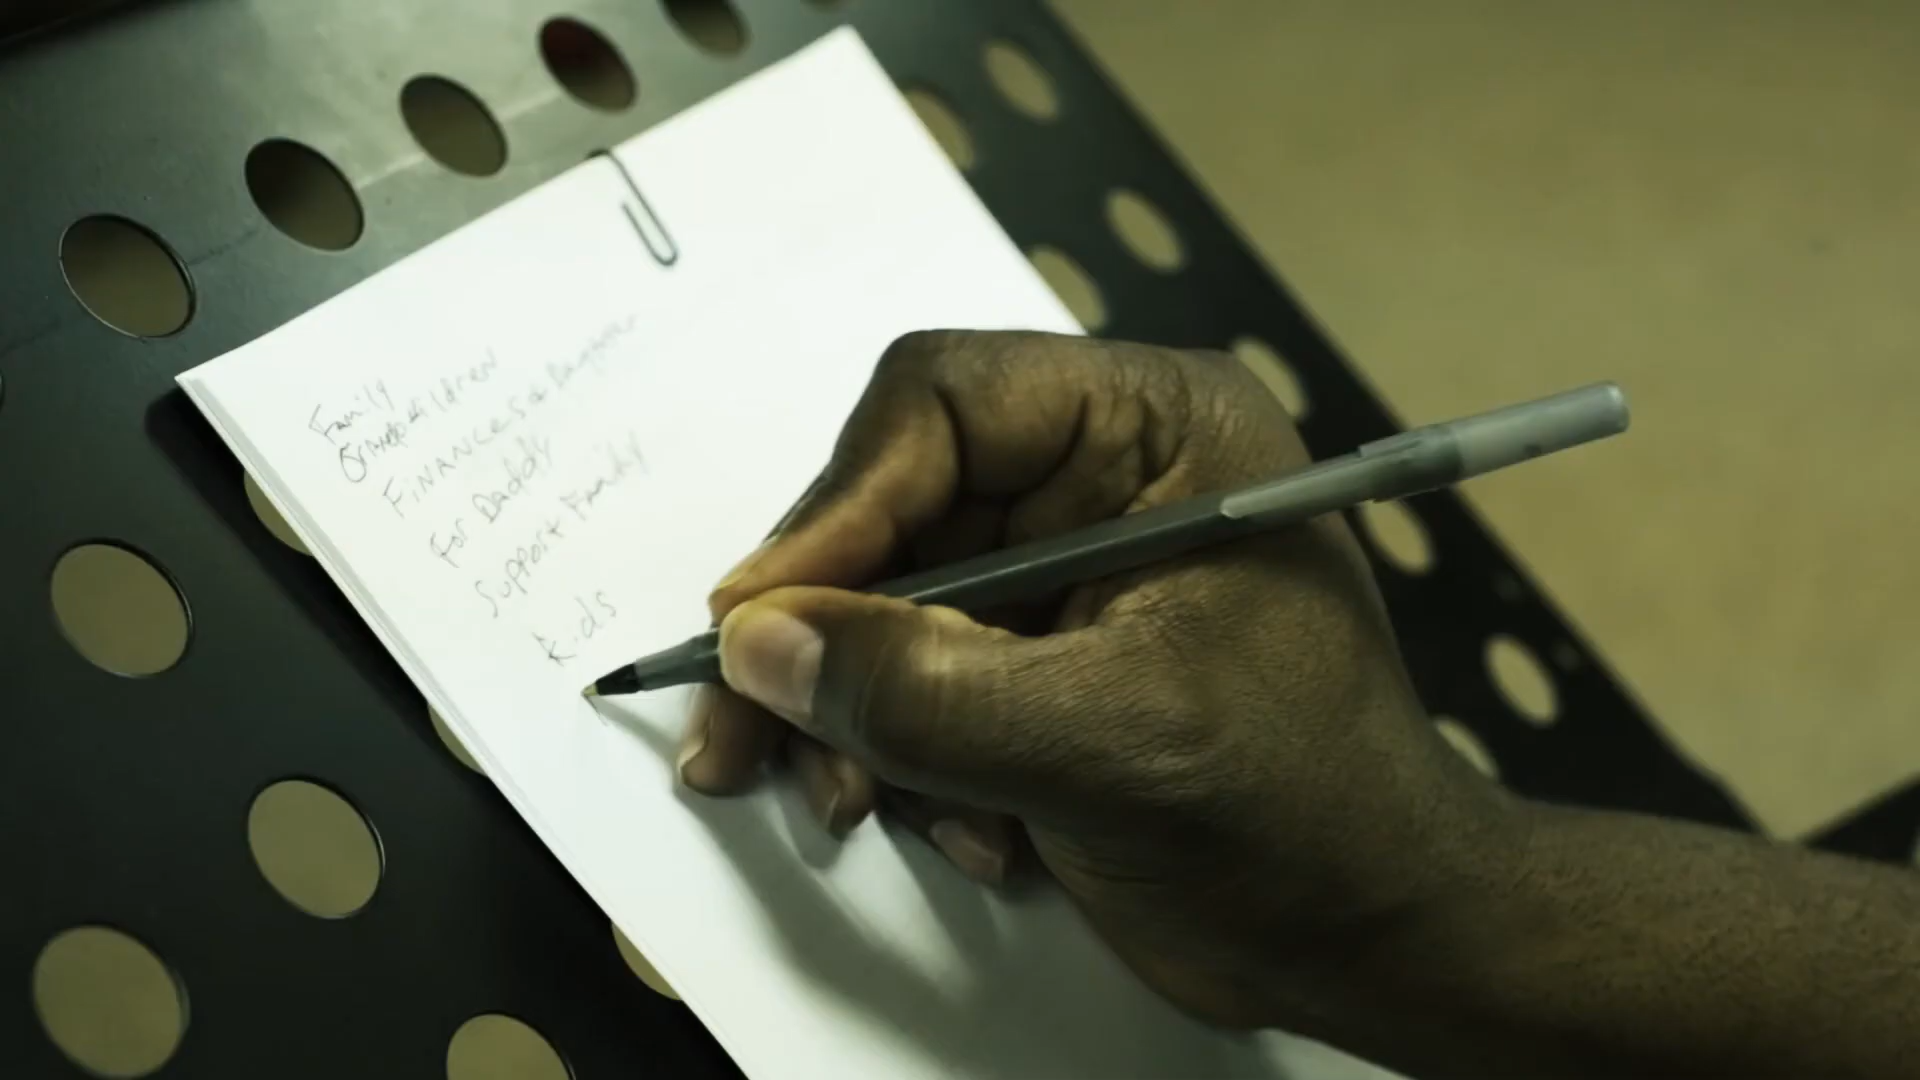 Family
Grandchildren
FINANCES &
For Daddy
Support Family
Kids